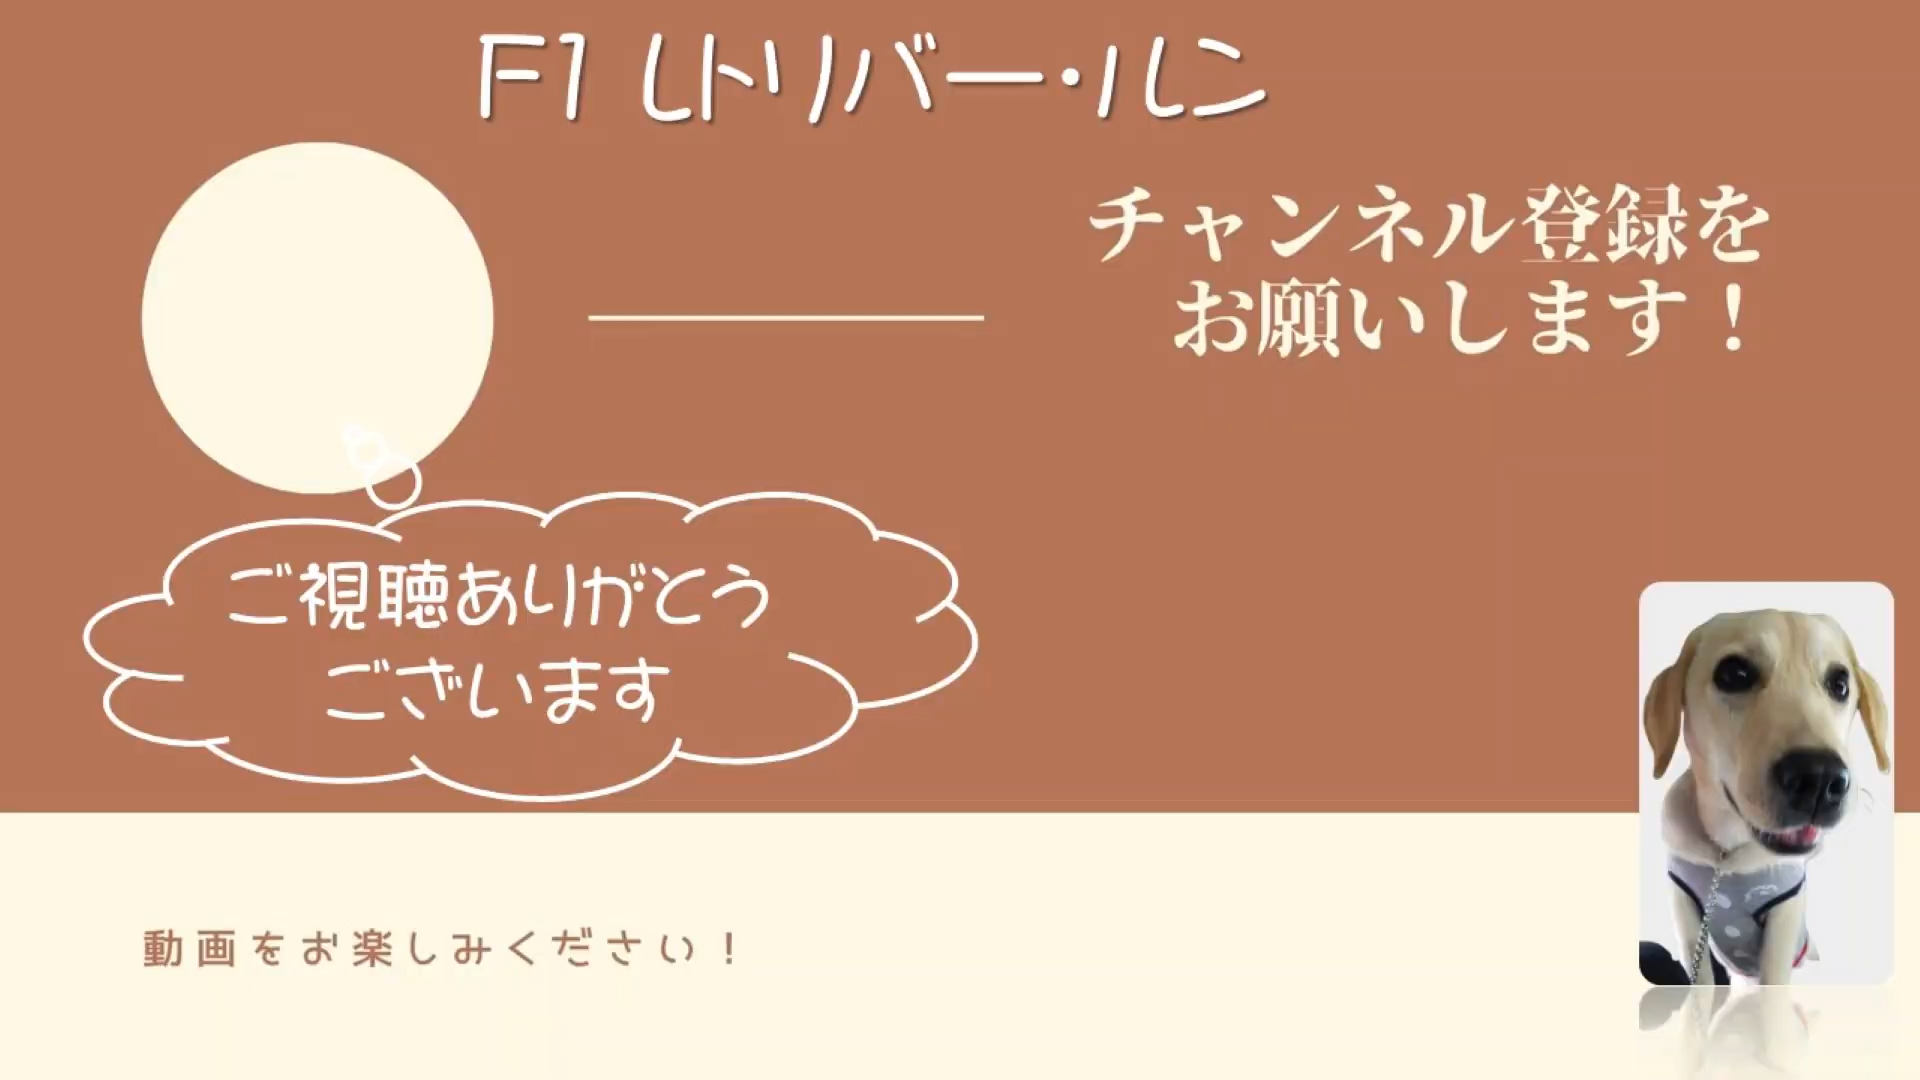 F1 レトリバー・ルン
チャンネル登録を
お願いします！
ご視聴ありがとう
ございます
動画をお楽しみください！